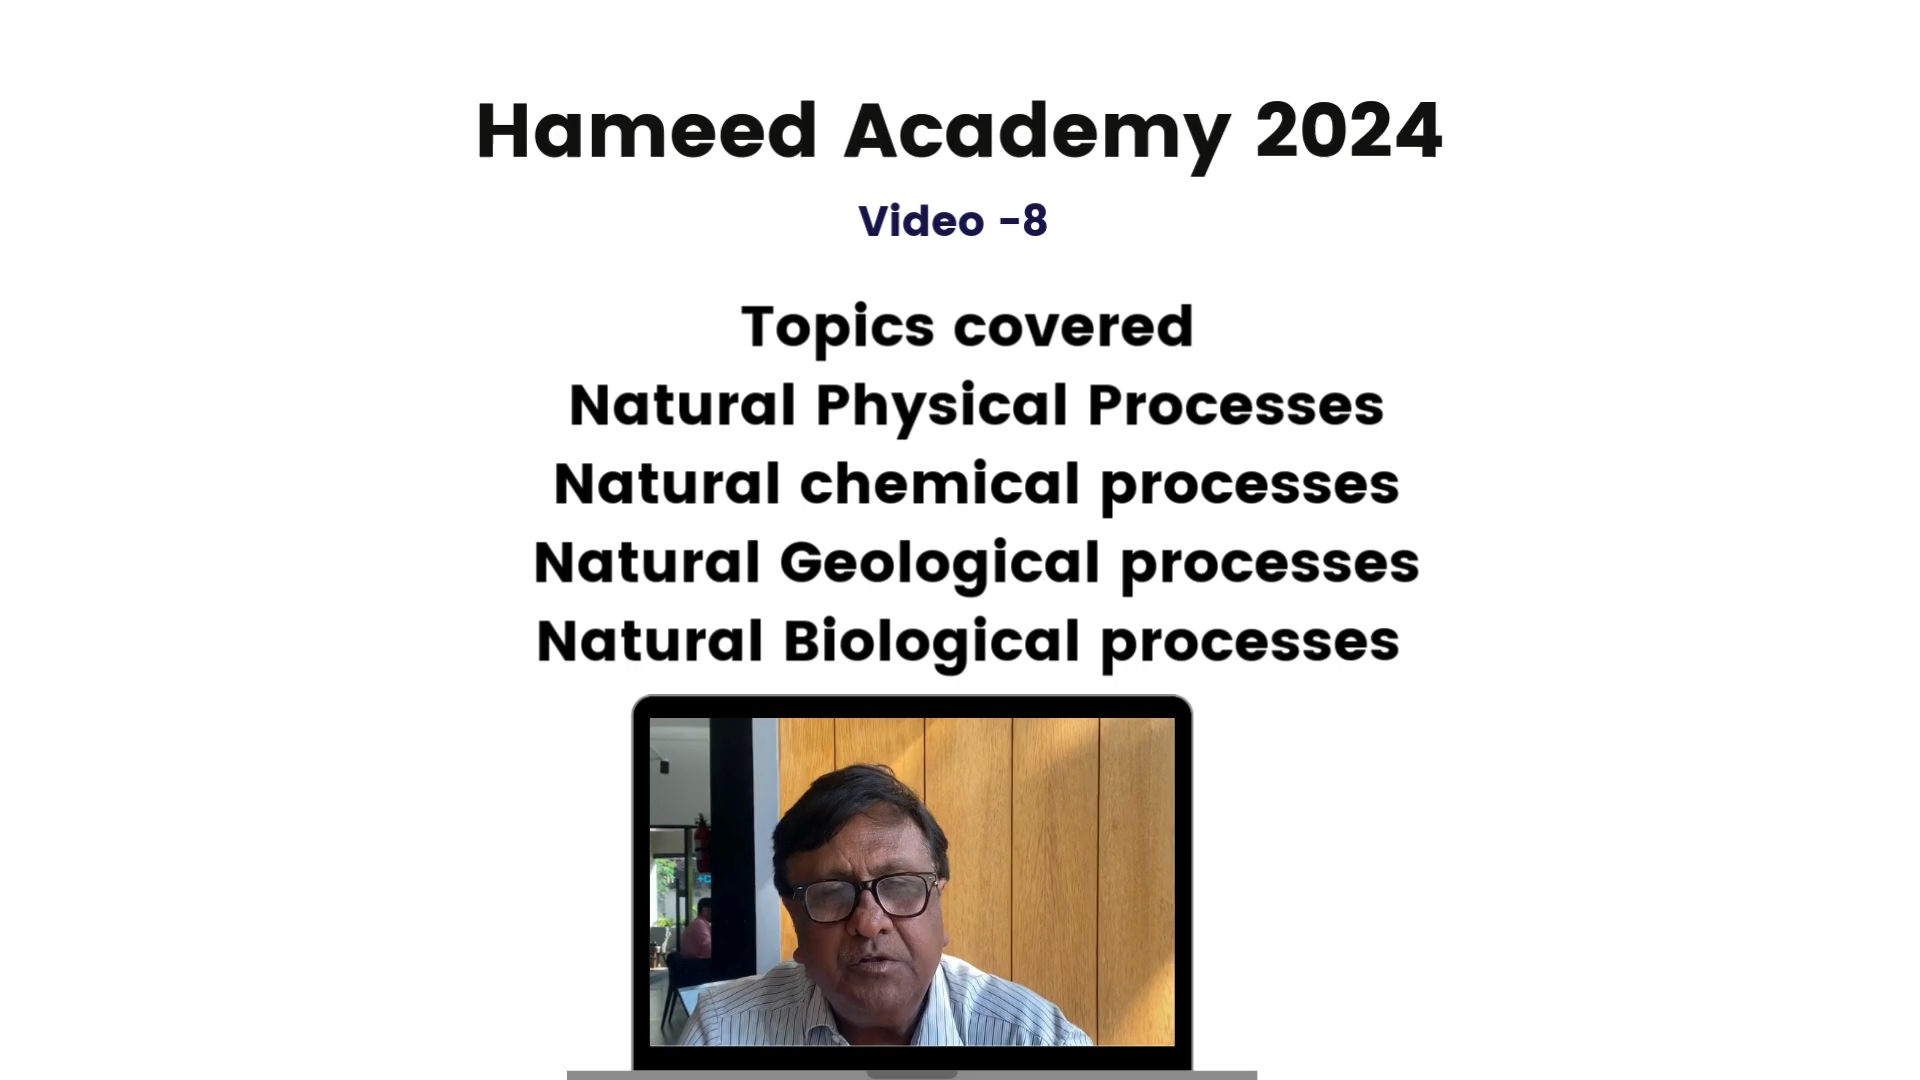 Hameed Academy 2024
Video -8
Topics covered
Natural Physical Processes
Natural chemical processes
Natural Geological processes
Natural Biological processes